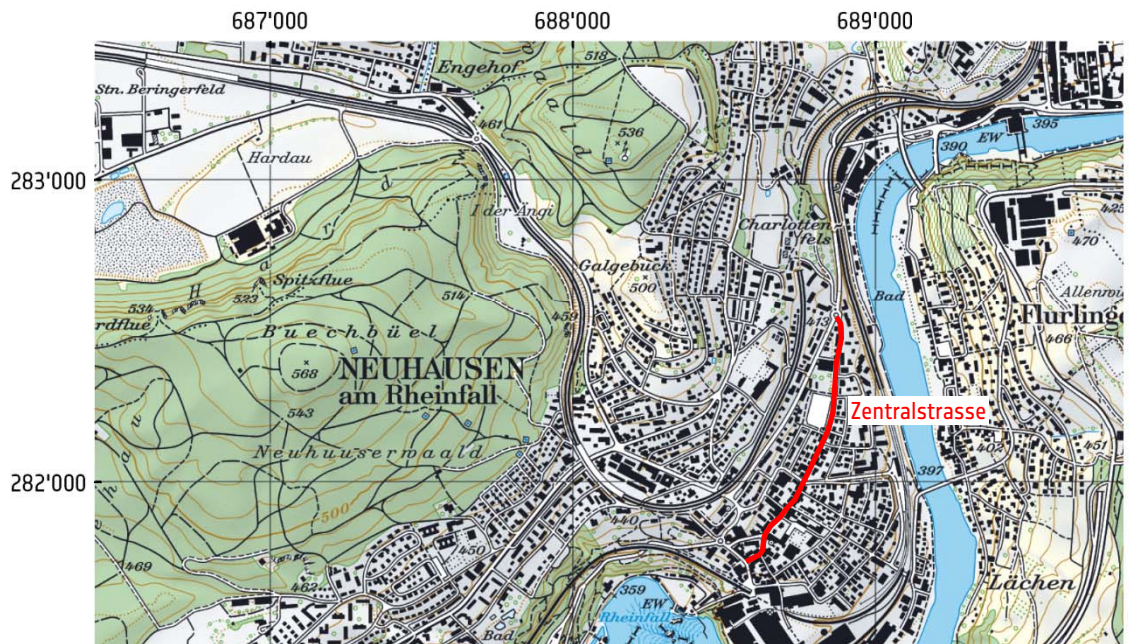 687'000 688'000 689'000
Engehof
518
Stn. Beringerfeld
461
536
395
EW
390
Hardau
283'000
I der Ängi
Charlotten
fels
425
470
Galgebuck
500
Spitzflue
523
H a r d
534
rdflue
514
459
Bad
Allenwi
413
Flurlinge
Buechbüel
466
568
NEUHAUSEN
am Rheinfall
Zentralstrasse
543
Neuhuuserwaald
402
451
397
282'000
500
440
450
469
462
359
EW
Rheinfall
Lächen
Bad